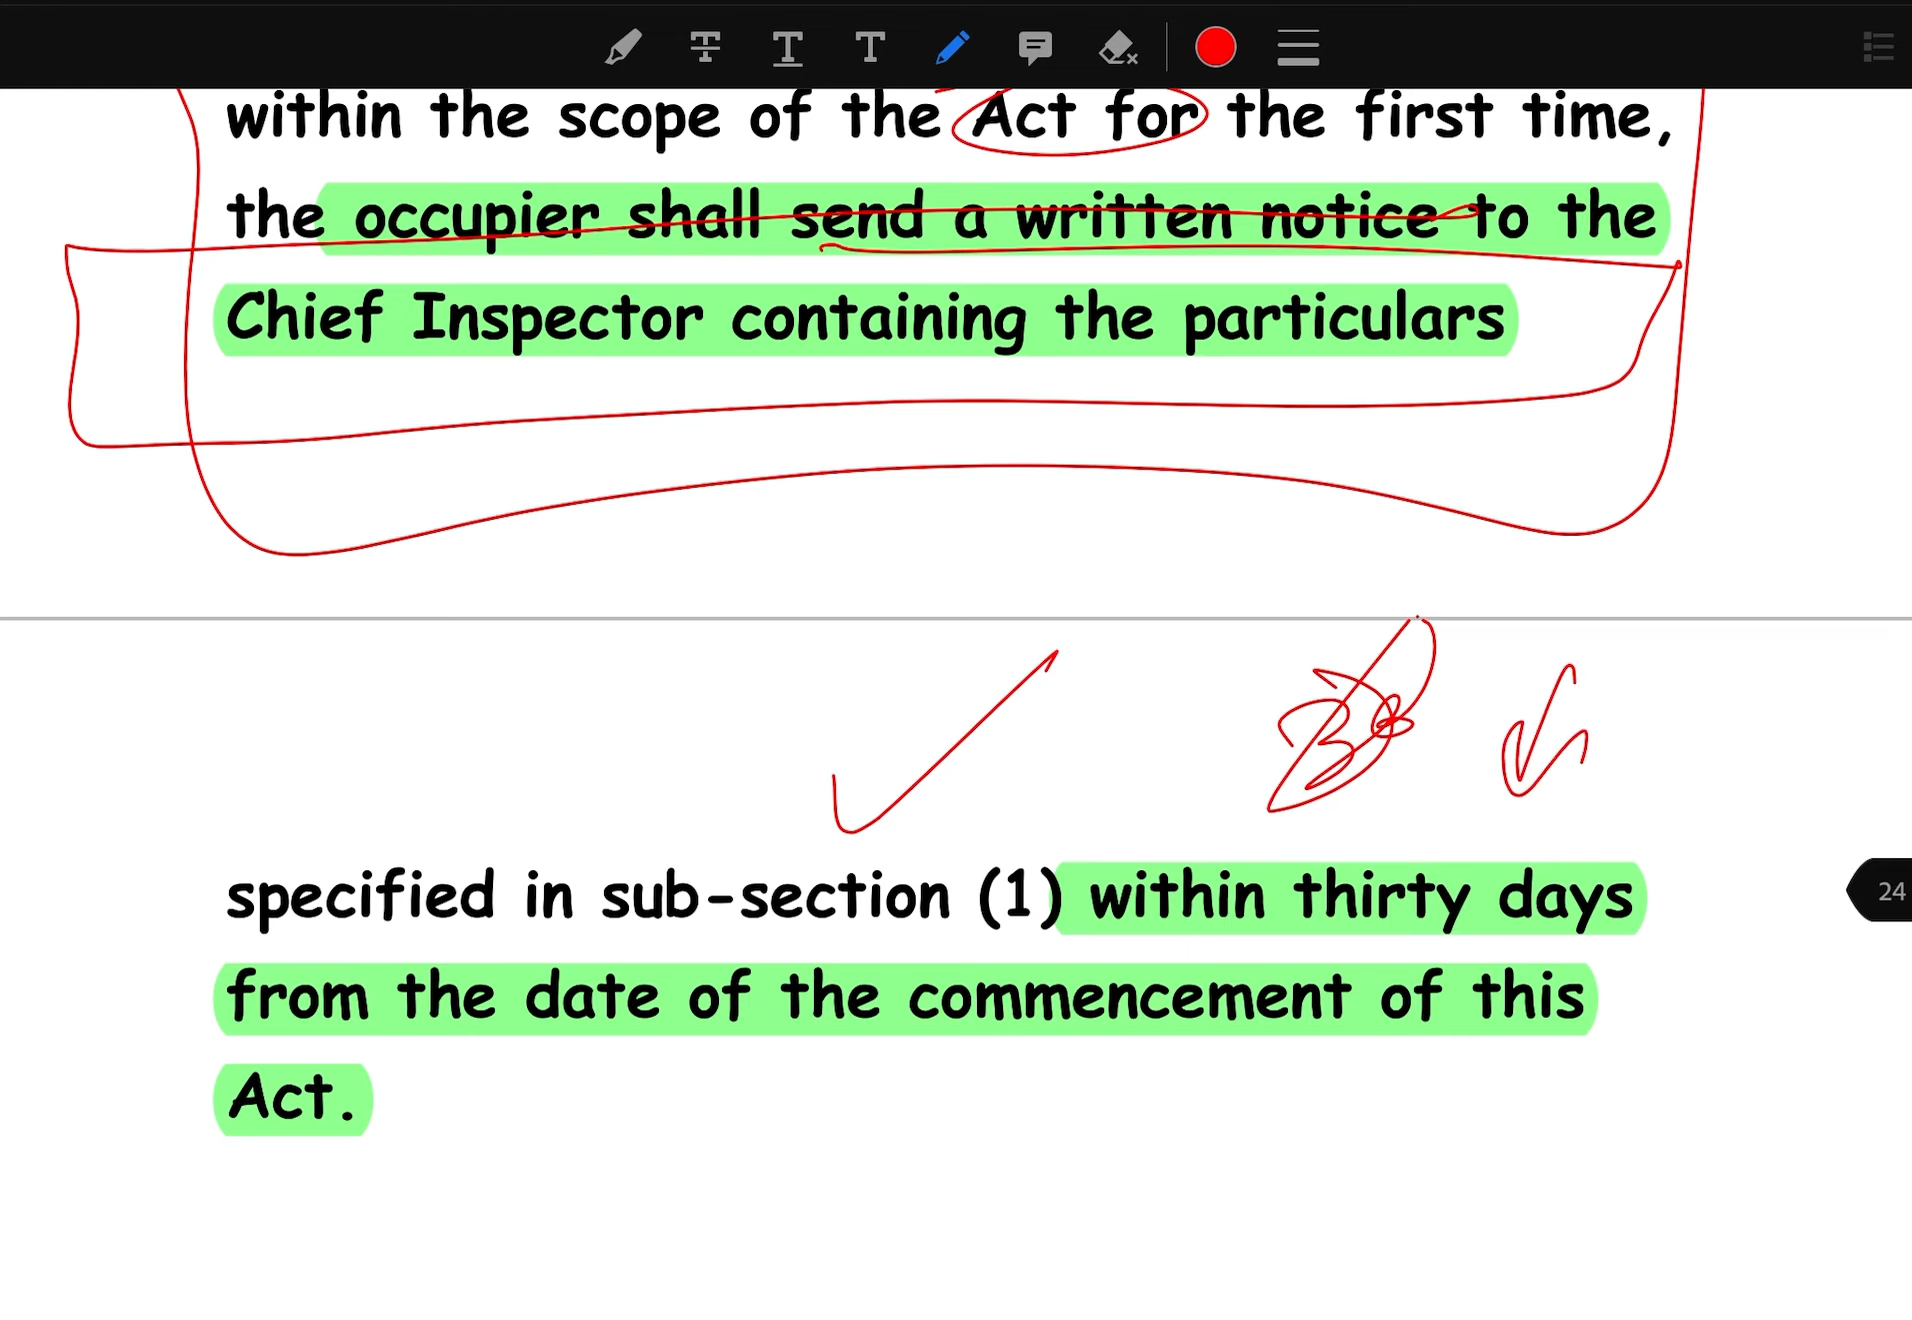 within the scope of the Act for the first time,
the occupier shall send a written notice to the
Chief Inspector containing the particulars
specified in sub-section (1) within thirty days
24
from the date of the commencement of this
Act.